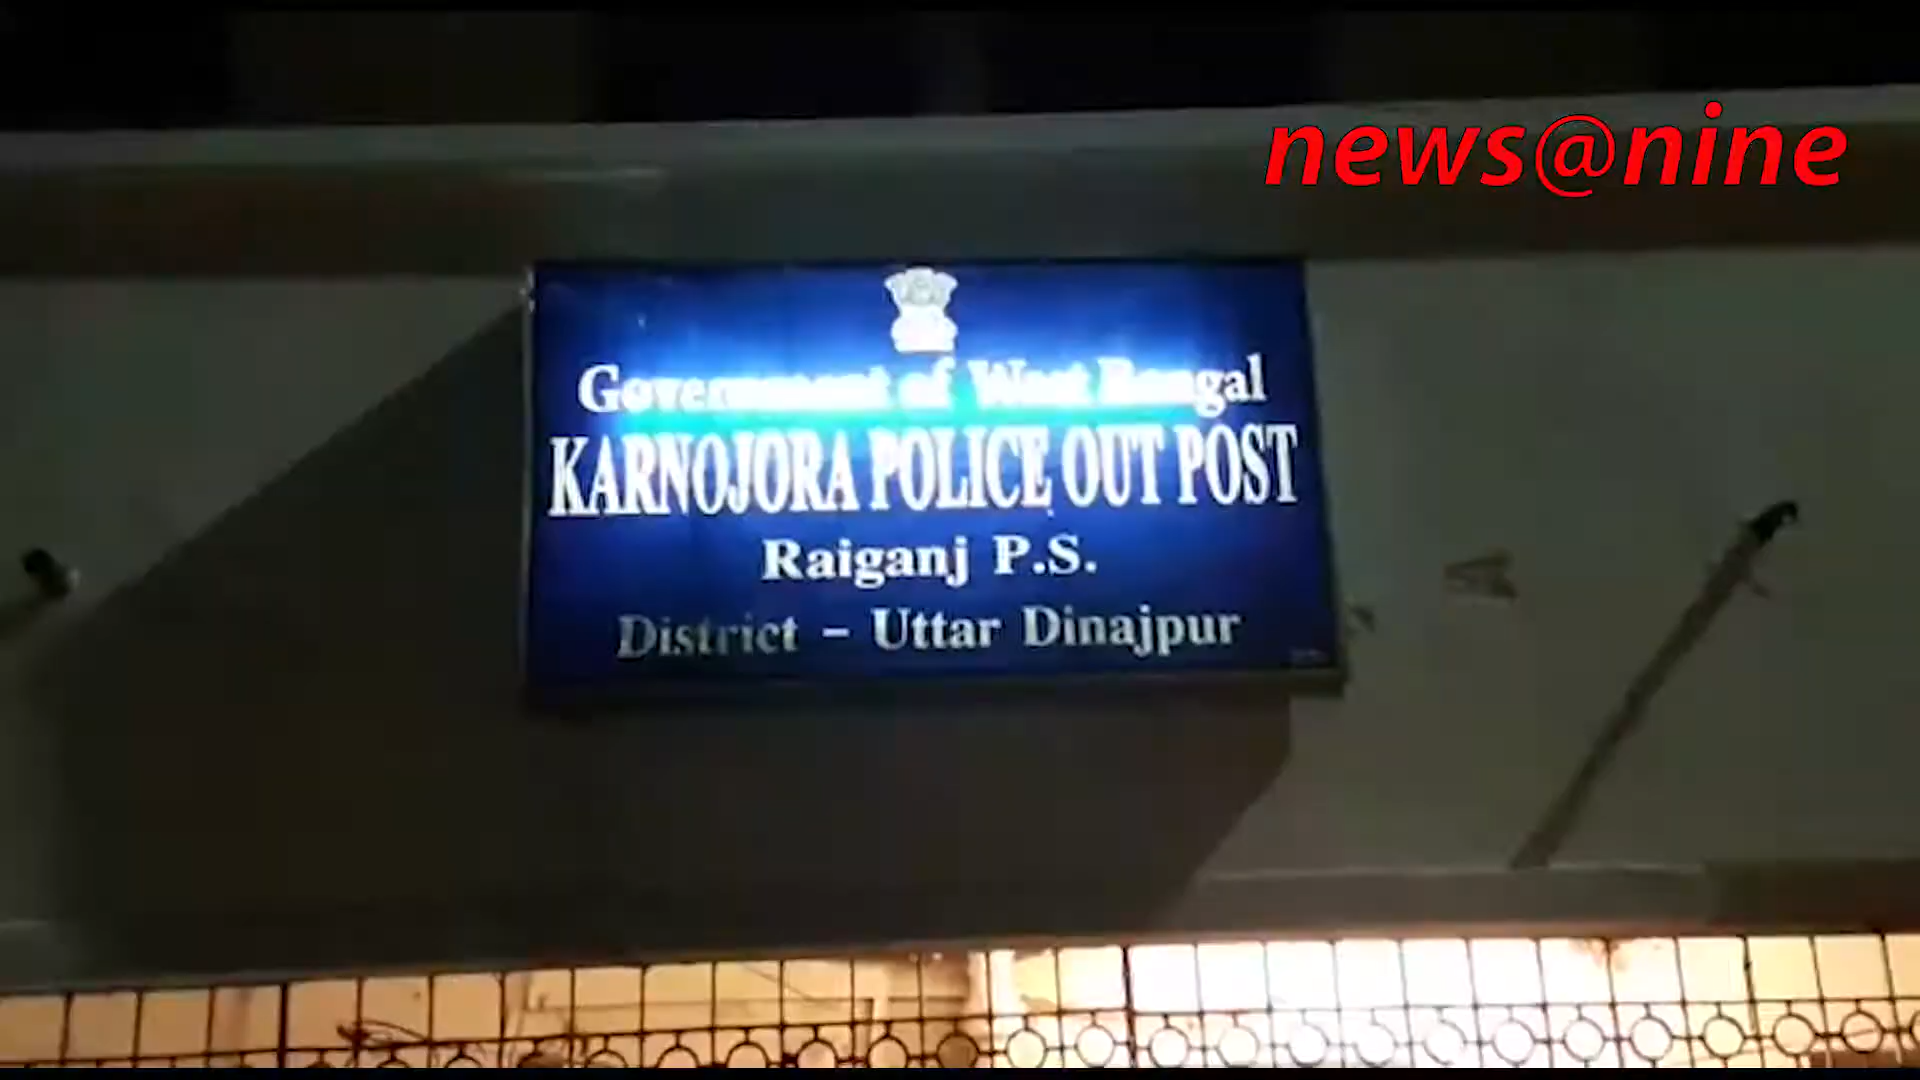 news@nine
Government of West Bengal
KARNOJORA POLICE OUT POST
Raiganj P.S.
District - Uttar Dinajpur